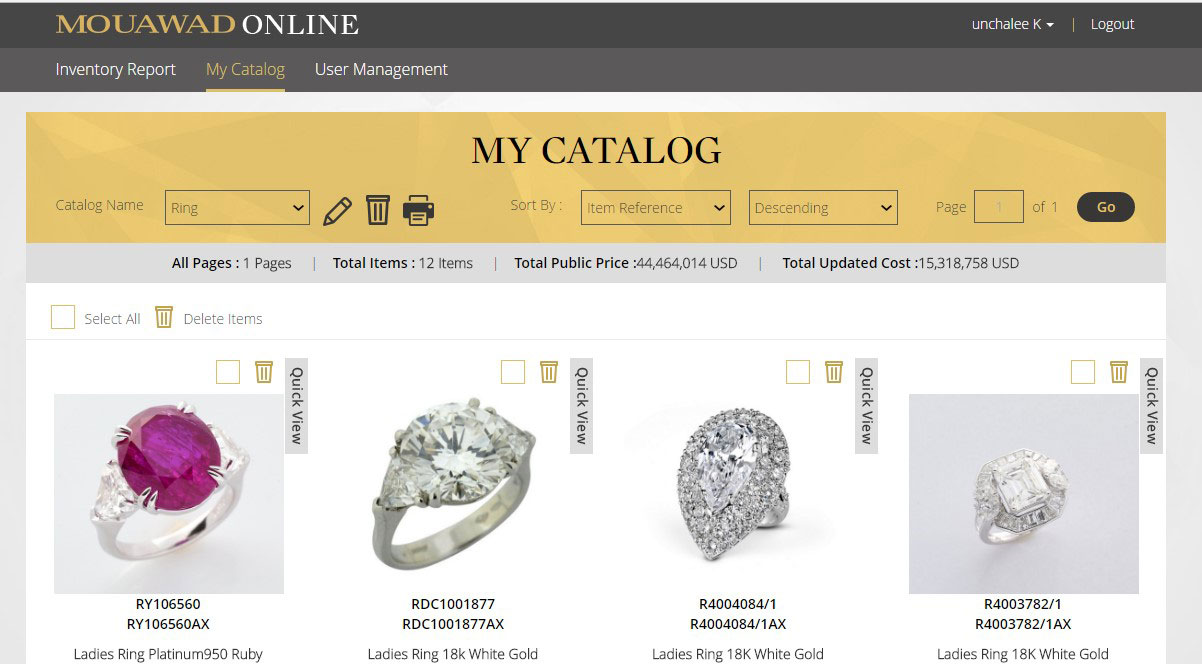 MOUAWAD ONLINE
unchalee K | Logout
Inventory Report My Catalog User Management
MY CATALOG
Catalog Name Ring Sort By : Item Reference Descending Page 1 of 1 Go
All Pages : 1 Pages | Total Items : 12 Items | Total Public Price :44,464,014 USD | Total Updated Cost :15,318,758 USD
Select All Delete Items
Quick View Quick View Quick View Quick View
RY106560 RDC1001877 R4004084/1 R4003782/1
RY106560AX RDC1001877AX R4004084/1AX R4003782/1AX
Ladies Ring Platinum950 Ruby Ladies Ring 18k White Gold Ladies Ring 18K White Gold Ladies Ring 18K White Gold